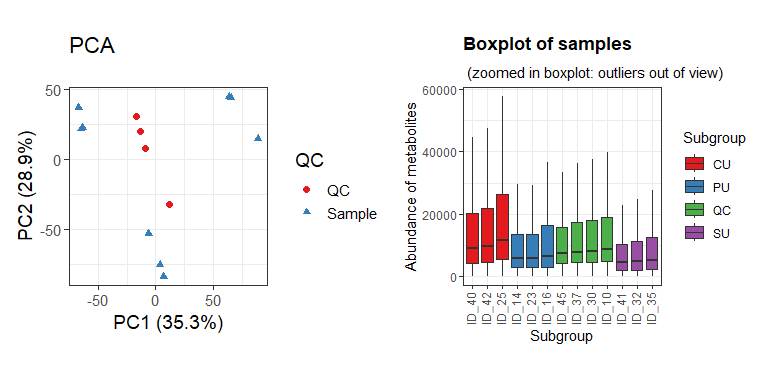 PCA
50
0
-50
PC2 (28.9%)
-50
0
50
PC1 (35.3%)
QC
QC
Sample
Boxplot of samples
(zoomed in boxplot: outliers out of view)
60000
40000
20000
0
Abundance of metabolites
ID_40
ID_42
ID_25
ID_14
ID_23
ID_16
ID_45
ID_37
ID_30
ID_10
ID_41
ID_32
ID_35
Subgroup
Subgroup
CU
PU
QC
SU